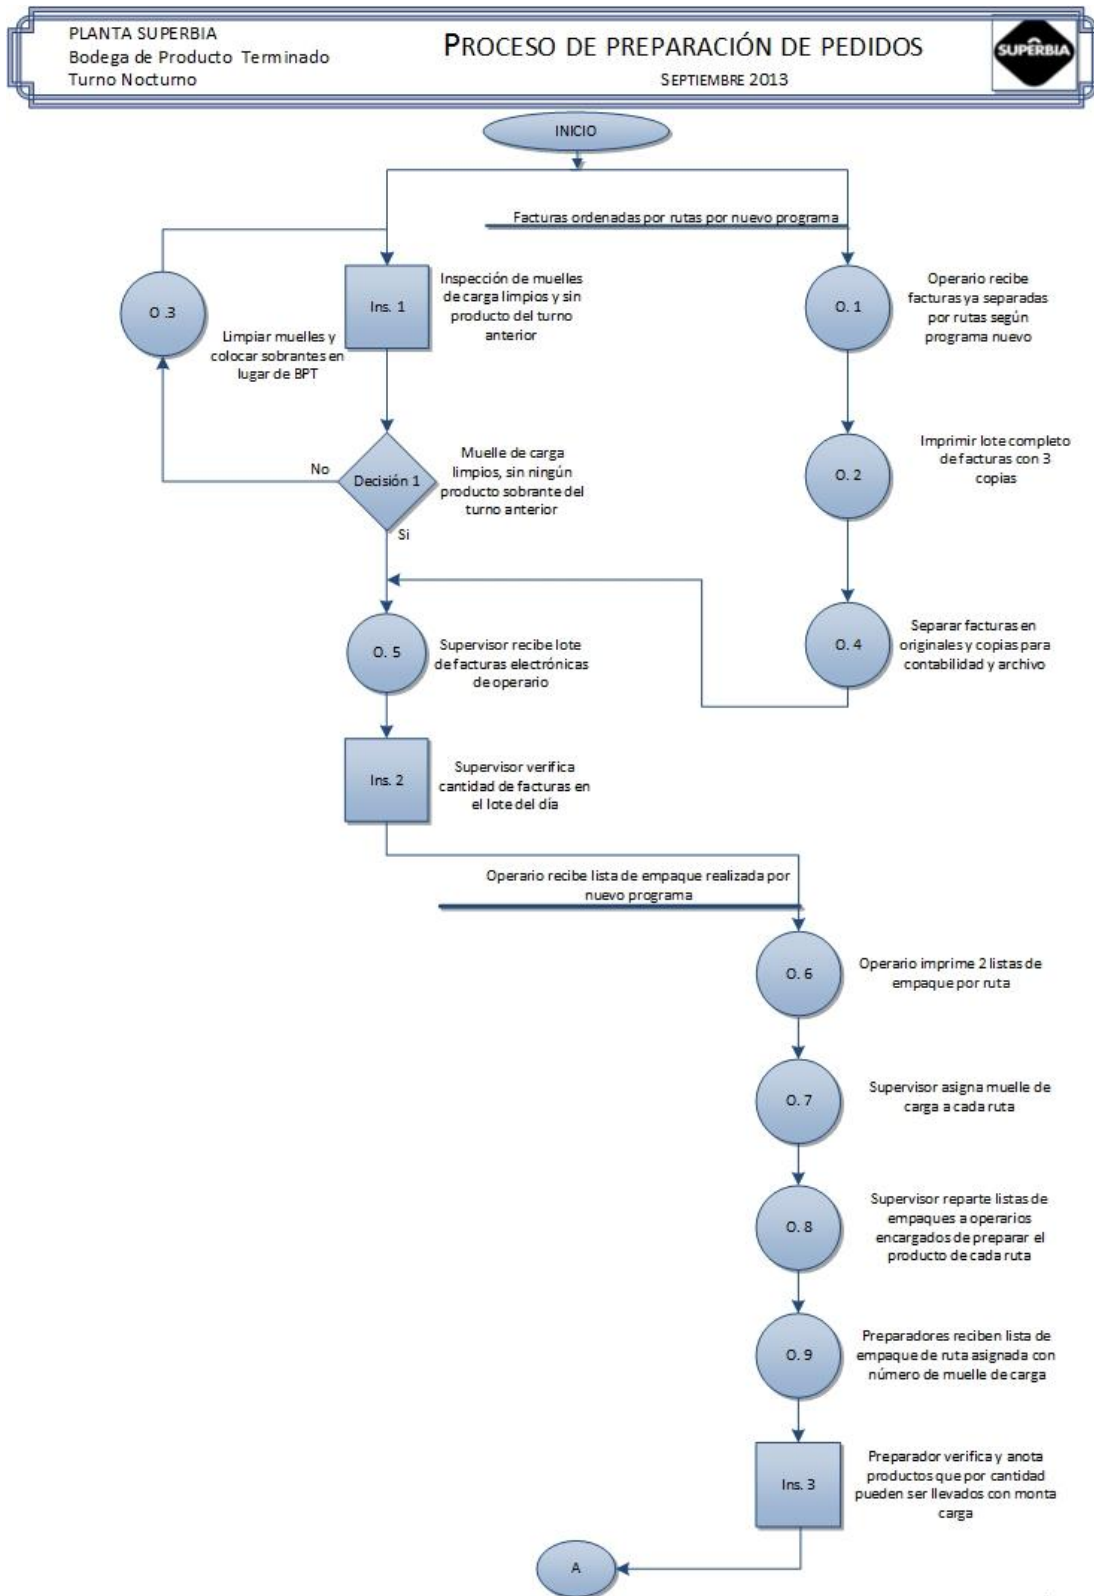 PLANTA SUPERBIA
Bodega de Producto Terminado
Turno Nocturno
PROCESO DE PREPARACIÓN DE PEDIDOS
SEPTIEMBRE 2013
SUPERBIA
INICIO
Facturas ordenadas por rutas por nuevo programa
O .3
Limpiar muelles y
colocar sobrantes en
lugar de BPT
Ins. 1
Inspección de muelles
de carga limpios y sin
producto del turno
anterior
O. 1
Operario recibe
facturas ya separadas
por rutas según
programa nuevo
No
Decisión 1
Muelle de carga
limpios, sin ningún
producto sobrante del
turno anterior
Si
O. 2
Imprimir lote completo
de facturas con 3
copias
O. 4
Separar facturas en
originales y copias para
contabilidad y archivo
O. 5
Supervisor recibe lote
de facturas electrónicas
de operario
Ins. 2
Supervisor verifica
cantidad de facturas en
el lote del día
Operario recibe lista de empaque realizada por
nuevo programa
O. 6
Operario imprime 2 listas de
empaque por ruta
O. 7
Supervisor asigna muelle de
carga a cada ruta
O. 8
Supervisor reparte listas de
empaques a operarios
encargados de preparar el
producto de cada ruta
O. 9
Preparadores reciben lista de
empaque de ruta asignada con
número de muelle de carga
Ins. 3
Preparador verifica y anota
productos que por cantidad
pueden ser llevados con monta
carga
A